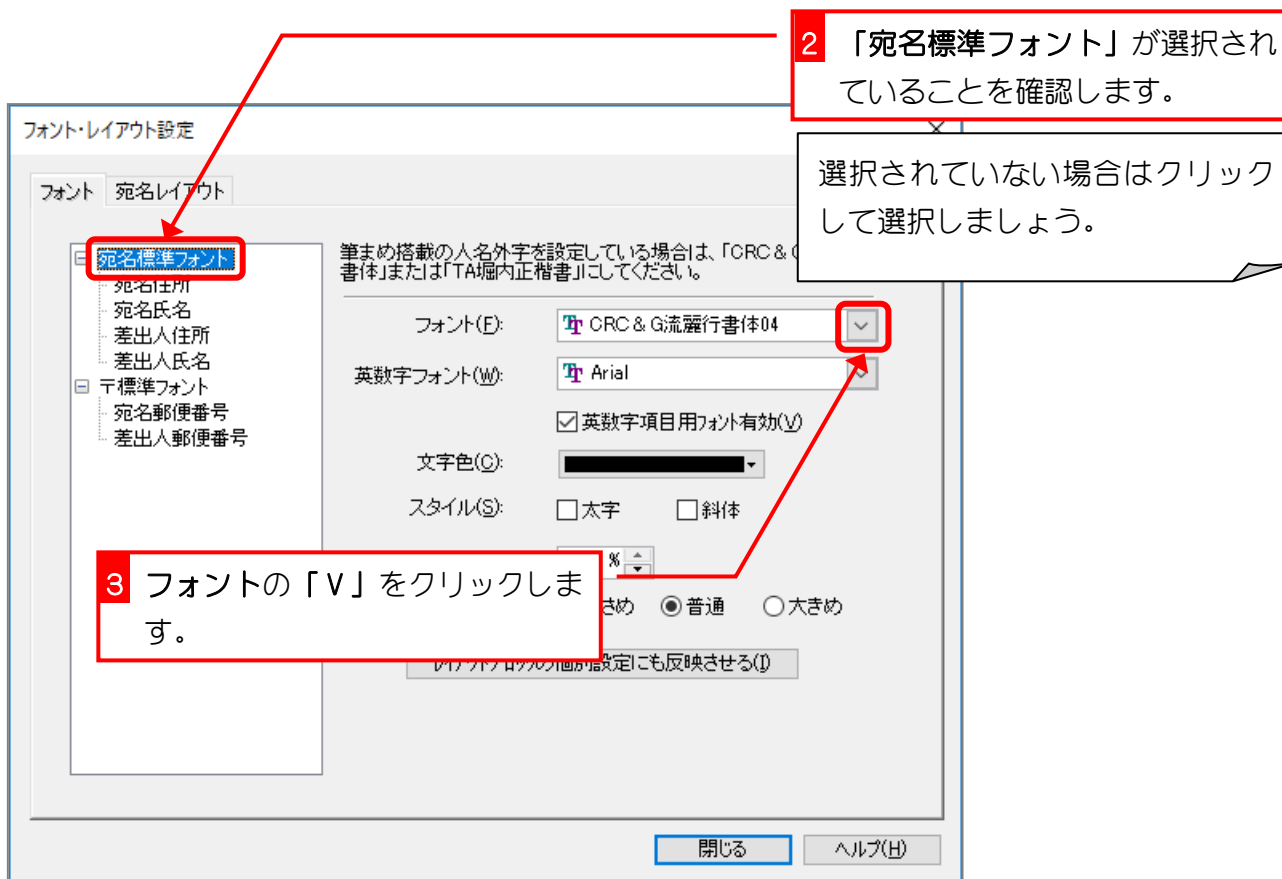 2 「宛名標準フォント」が選択され
ていることを確認します。
選択されていない場合はクリック
して選択しましょう。
フォント・レイアウト設定
フォント 宛名レイアウト
宛名標準フォント
宛名住所
宛名氏名
差出人住所
差出人氏名
〒標準フォント
宛名郵便番号
差出人郵便番号
筆まめ搭載の人名外字を設定している場合は、「CRC&G
書体」または「TA堀内正楷書」にしてください。
フォント(F): CRC&G流麗行書体04
英数字フォント(W): Arial
英数字項目用フォント有効(V)
文字色(C):
スタイル(S): 太字 斜体
%
さめ 普通 大きめ
3 フォントの「V」をクリックしま
す。
レイアウトブロックの個別設定にも反映させる(I)
閉じる ヘルプ(H)